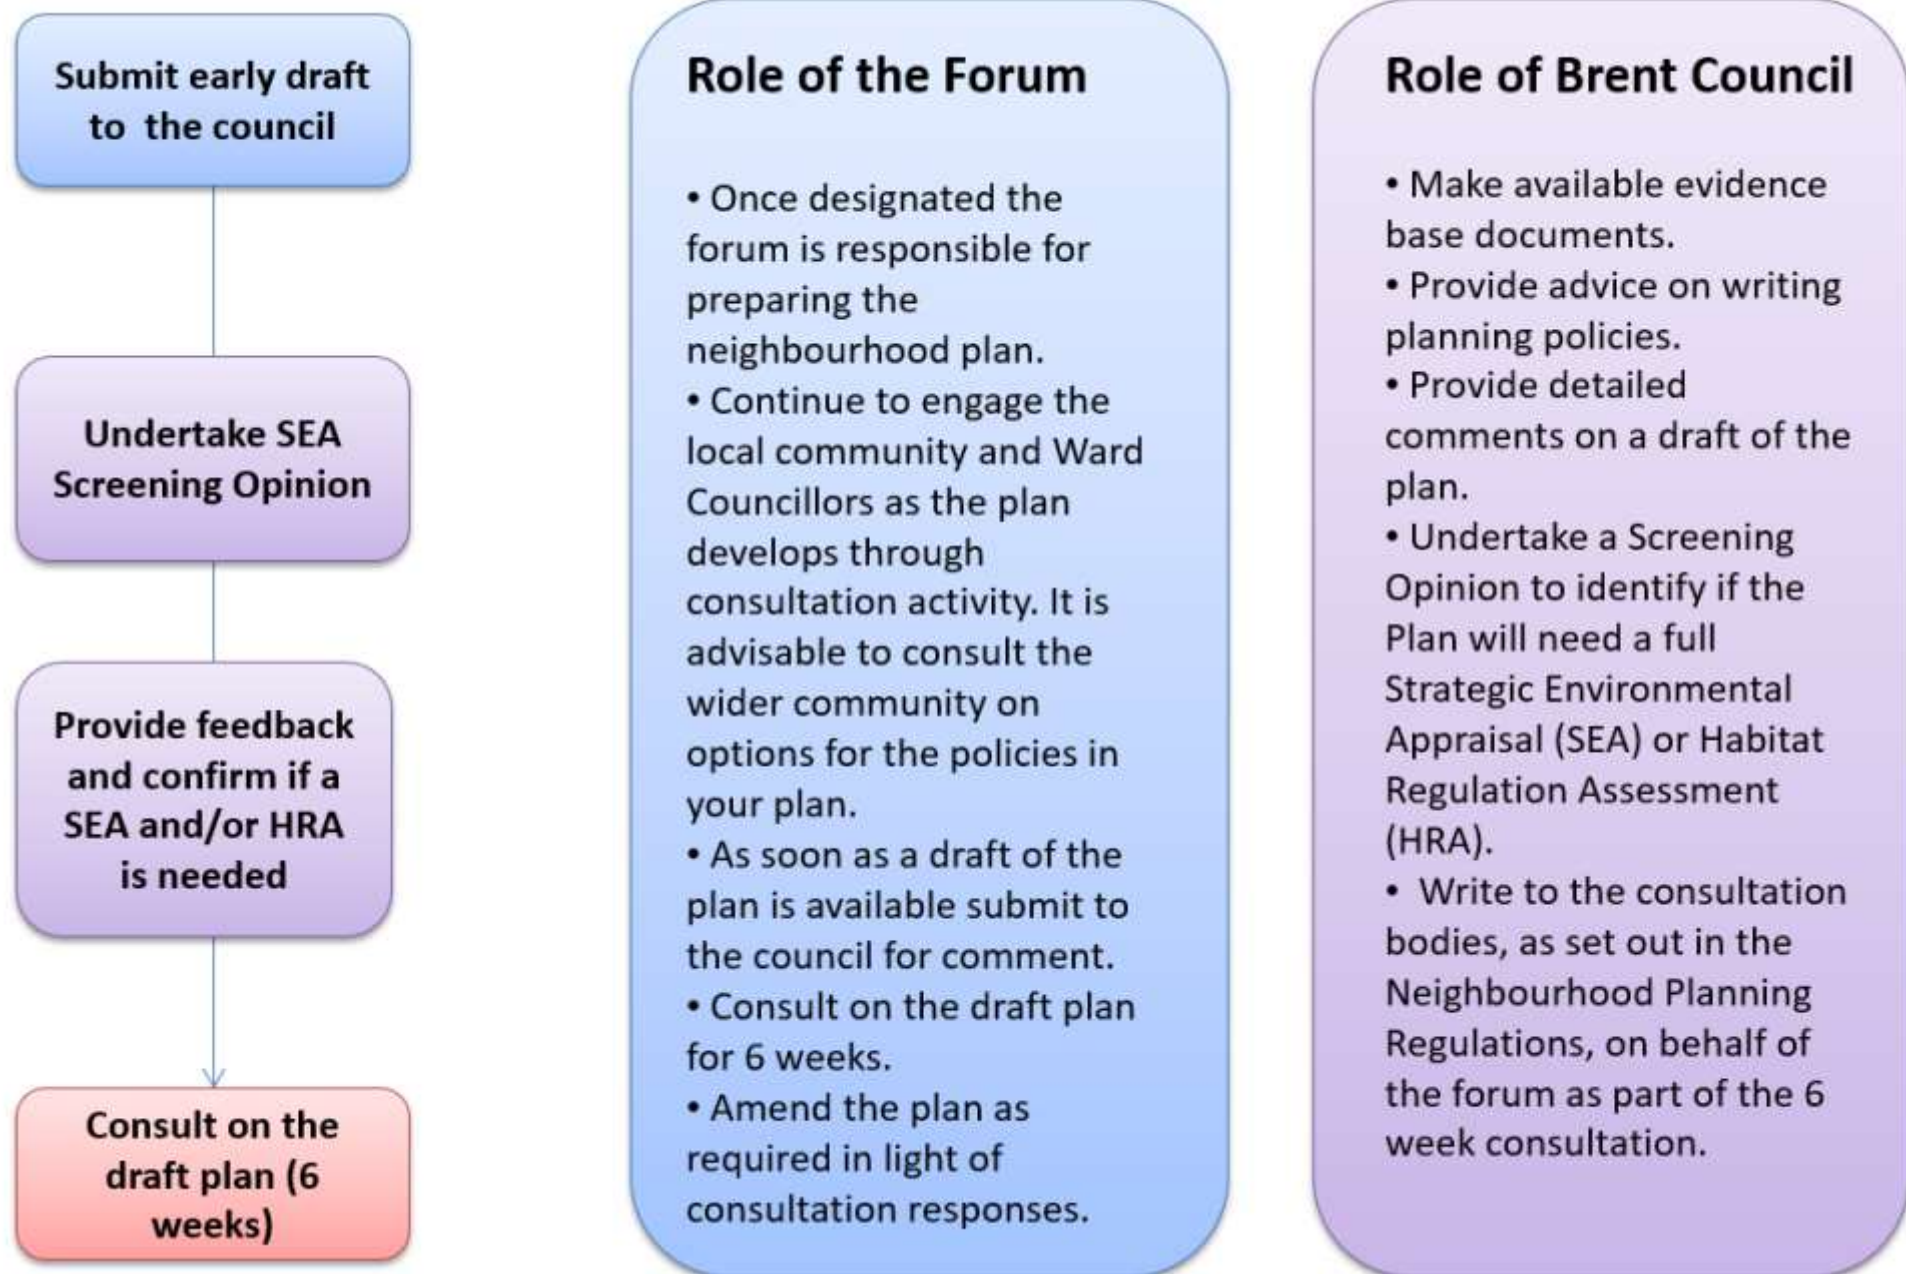 Submit early draft
to the council
Undertake SEA
Screening Opinion
Provide feedback
and confirm if a
SEA and/or HRA
is needed
Consult on the
draft plan (6
weeks)
Role of the Forum
• Once designated the
forum is responsible for
preparing the
neighbourhood plan.
• Continue to engage the
local community and Ward
Councillors as the plan
develops through
consultation activity. It is
advisable to consult the
wider community on
options for the policies in
your plan.
• As soon as a draft of the
plan is available submit to
the council for comment.
• Consult on the draft plan
for 6 weeks.
• Amend the plan as
required in light of
consultation responses.
Role of Brent Council
• Make available evidence
base documents.
• Provide advice on writing
planning policies.
• Provide detailed
comments on a draft of the
plan.
• Undertake a Screening
Opinion to identify if the
Plan will need a full
Strategic Environmental
Appraisal (SEA) or Habitat
Regulation Assessment
(HRA).
• Write to the consultation
bodies, as set out in the
Neighbourhood Planning
Regulations, on behalf of
the forum as part of the 6
week consultation.